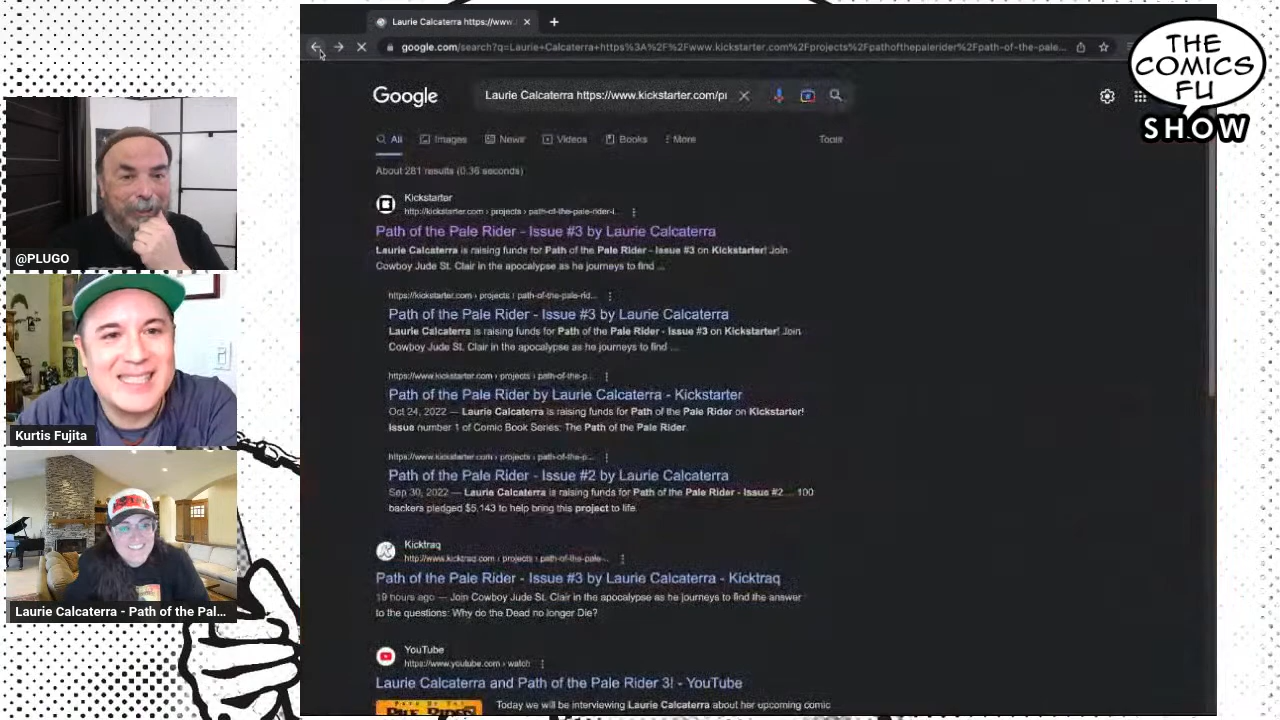 Laurie Calcaterra https://www
google.com/search?q=Laurie+Calcaterra+https%3A%2F%2Fwww.kickstarter.com%2Fprojects%2Fpathofthepalerider%2Fpath-of-the-pale...
THE
COMICS
FU
SHOW
Google
Laurie Calcaterra https://www.kickstarter.com/pr
All
Images
News
Videos
Books
More
Tools
About 281 results (0.36 seconds)
Kickstarter
http://kickstarter.com › projects › path-of-the-pale-rider-i...
Path of the Pale Rider - Issue #3 by Laurie Calcaterra
Laurie Calcaterra is raising funds for Path of the Pale Rider - Issue #3 on Kickstarter! Join
Cowboy Jude St. Clair in the apocalypse as he journeys to find ...
https://kickstarter.com › projects › path-of-the-pale-rid...
Path of the Pale Rider - Issue #3 by Laurie Calcaterra
Laurie Calcaterra is raising funds for Path of the Pale Rider - Issue #3 on Kickstarter! Join
Cowboy Jude St. Clair in the apocalypse as he journeys to find ...
https://www.kickstarter.com › projects › path-of-the-p...
Path of the Pale Rider by Laurie Calcaterra - Kickstarter
Oct 24, 2022 — Laurie Calcaterra is raising funds for Path of the Pale Rider on Kickstarter!
Issue number 1 of Comic Book Series: The Path of the Pale Rider.
https://www.kickstarter.com › projects › path-of-the-p...
Path of the Pale Rider - Issue #2 by Laurie Calcaterra
Sep 30, 2022 — Laurie Calcaterra is raising funds for Path of the Pale Rider - Issue #2 ... 100
backers pledged $5,143 to help bring this project to life.
Kicktraq
http://www.kicktraq.com › projects › path-of-the-pale-...
Path of the Pale Rider - Issue #3 by Laurie Calcaterra - Kicktraq
19 hours ago — Join Cowboy Jude St. Clair in the apocalypse as he journeys to find the answer
to the questions: Why do the Dead no longer Die?
YouTube
https://www.youtube.com › watch
Laurie Calcaterra and Path of the Pale Rider 3! - YouTube
Today we will be interviewing Laurie Calcaterra about her upcoming comic
@PLUGO
Kurtis Fujita
Laurie Calcaterra - Path of the Pal...